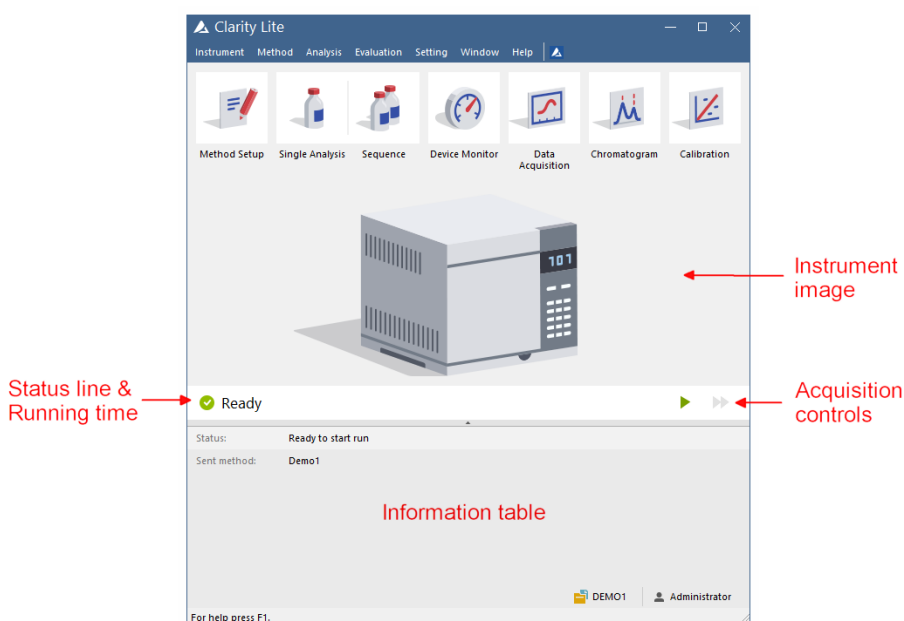 Clarity Lite
Instrument Method Analysis Evaluation Setting Window Help
Method Setup Single Analysis Sequence Device Monitor Data Acquisition Chromatogram Calibration
707
Instrument
image
Status line &
Running time
Ready
Acquisition
controls
Status: Ready to start run
Sent method: Demo1
Information table
DEMO1 Administrator
For help press F1.